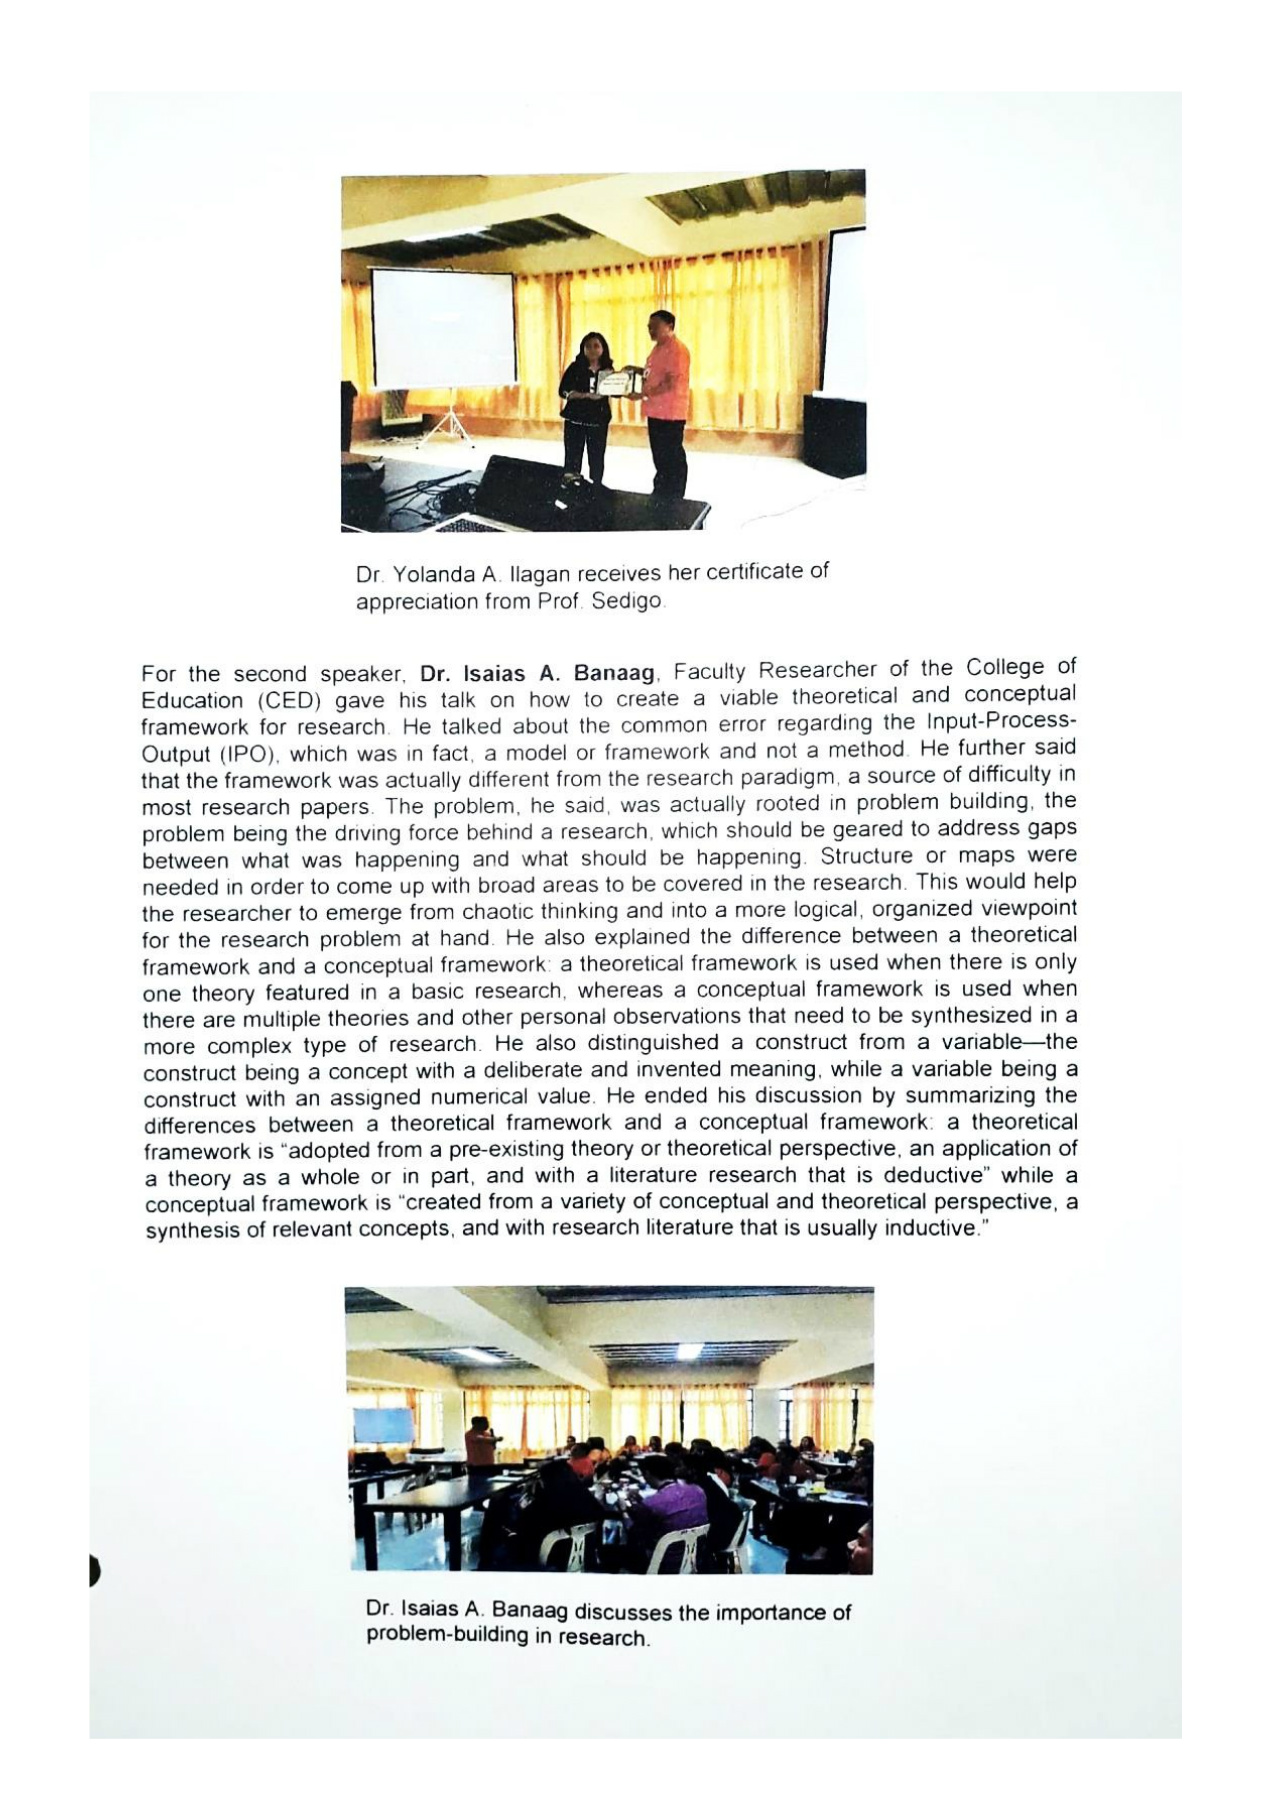 Dr. Yolanda A. Ilagan receives her certificate of
appreciation from Prof. Sedigo.
For the second speaker, Dr. Isaias A. Banaag, Faculty Researcher of the College of
Education (CED) gave his talk on how to create a viable theoretical and conceptual
framework for research. He talked about the common error regarding the Input-Process-
Output (IPO), which was in fact, a model or framework and not a method. He further said
that the framework was actually different from the research paradigm, a source of difficulty in
most research papers. The problem, he said, was actually rooted in problem building, the
problem being the driving force behind a research, which should be geared to address gaps
between what was happening and what should be happening. Structure or maps were
needed in order to come up with broad areas to be covered in the research. This would help
the researcher to emerge from chaotic thinking and into a more logical, organized viewpoint
for the research problem at hand. He also explained the difference between a theoretical
framework and a conceptual framework: a theoretical framework is used when there is only
one theory featured in a basic research, whereas a conceptual framework is used when
there are multiple theories and other personal observations that need to be synthesized in a
more complex type of research. He also distinguished a construct from a variable—the
construct being a concept with a deliberate and invented meaning, while a variable being a
construct with an assigned numerical value. He ended his discussion by summarizing the
differences between a theoretical framework and a conceptual framework: a theoretical
framework is “adopted from a pre-existing theory or theoretical perspective, an application of
a theory as a whole or in part, and with a literature research that is deductive” while a
conceptual framework is “created from a variety of conceptual and theoretical perspective, a
synthesis of relevant concepts, and with research literature that is usually inductive.”
Dr. Isaias A. Banaag discusses the importance of
problem-building in research.